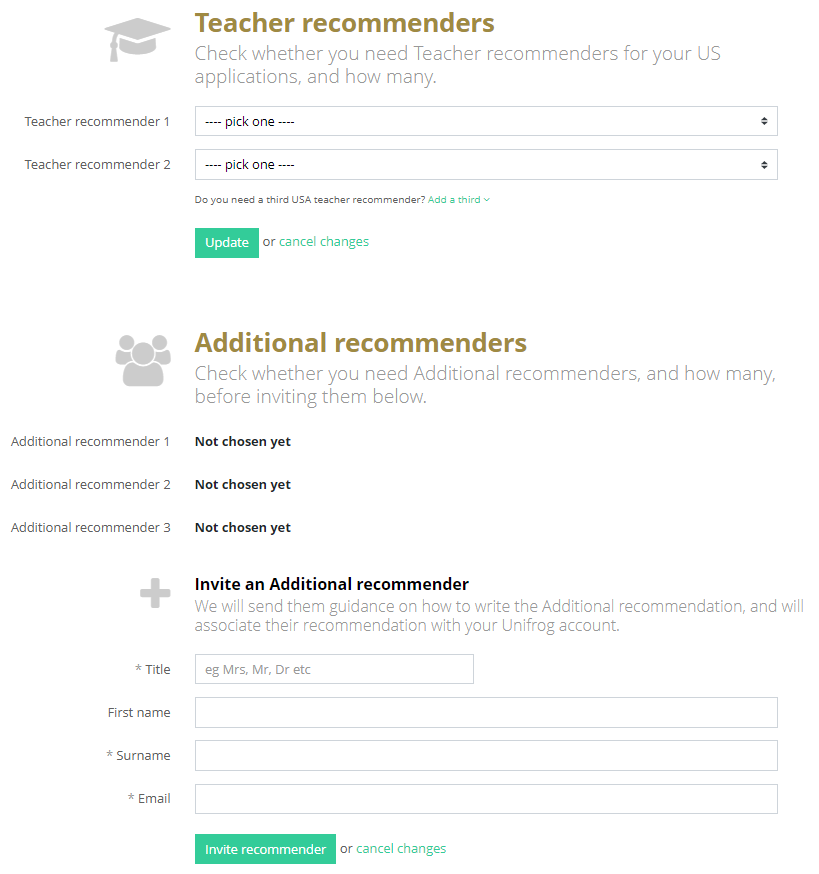 Teacher recommenders
Check whether you need Teacher recommenders for your US
applications, and how many.
Teacher recommender 1
---- pick one ----
Teacher recommender 2
---- pick one ----
Do you need a third USA teacher recommender? Add a third
Update or cancel changes
Additional recommenders
Check whether you need Additional recommenders, and how many,
before inviting them below.
Additional recommender 1 Not chosen yet
Additional recommender 2 Not chosen yet
Additional recommender 3 Not chosen yet
Invite an Additional recommender
We will send them guidance on how to write the Additional recommendation, and will
associate their recommendation with your Unifrog account.
* Title eg Mrs, Mr, Dr etc
First name
* Surname
* Email
Invite recommender or cancel changes